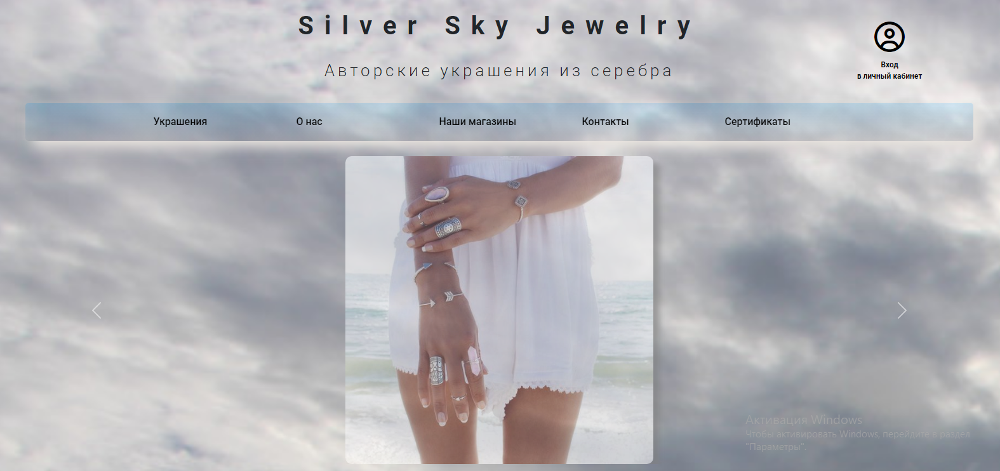 Silver Sky Jewelry
Авторские украшения из серебра
Вход
в личный кабинет
Украшения
О нас
Наши магазины
Контакты
Сертификаты
Активация Windows
Чтобы активировать Windows, перейдите в раздел
"Параметры".